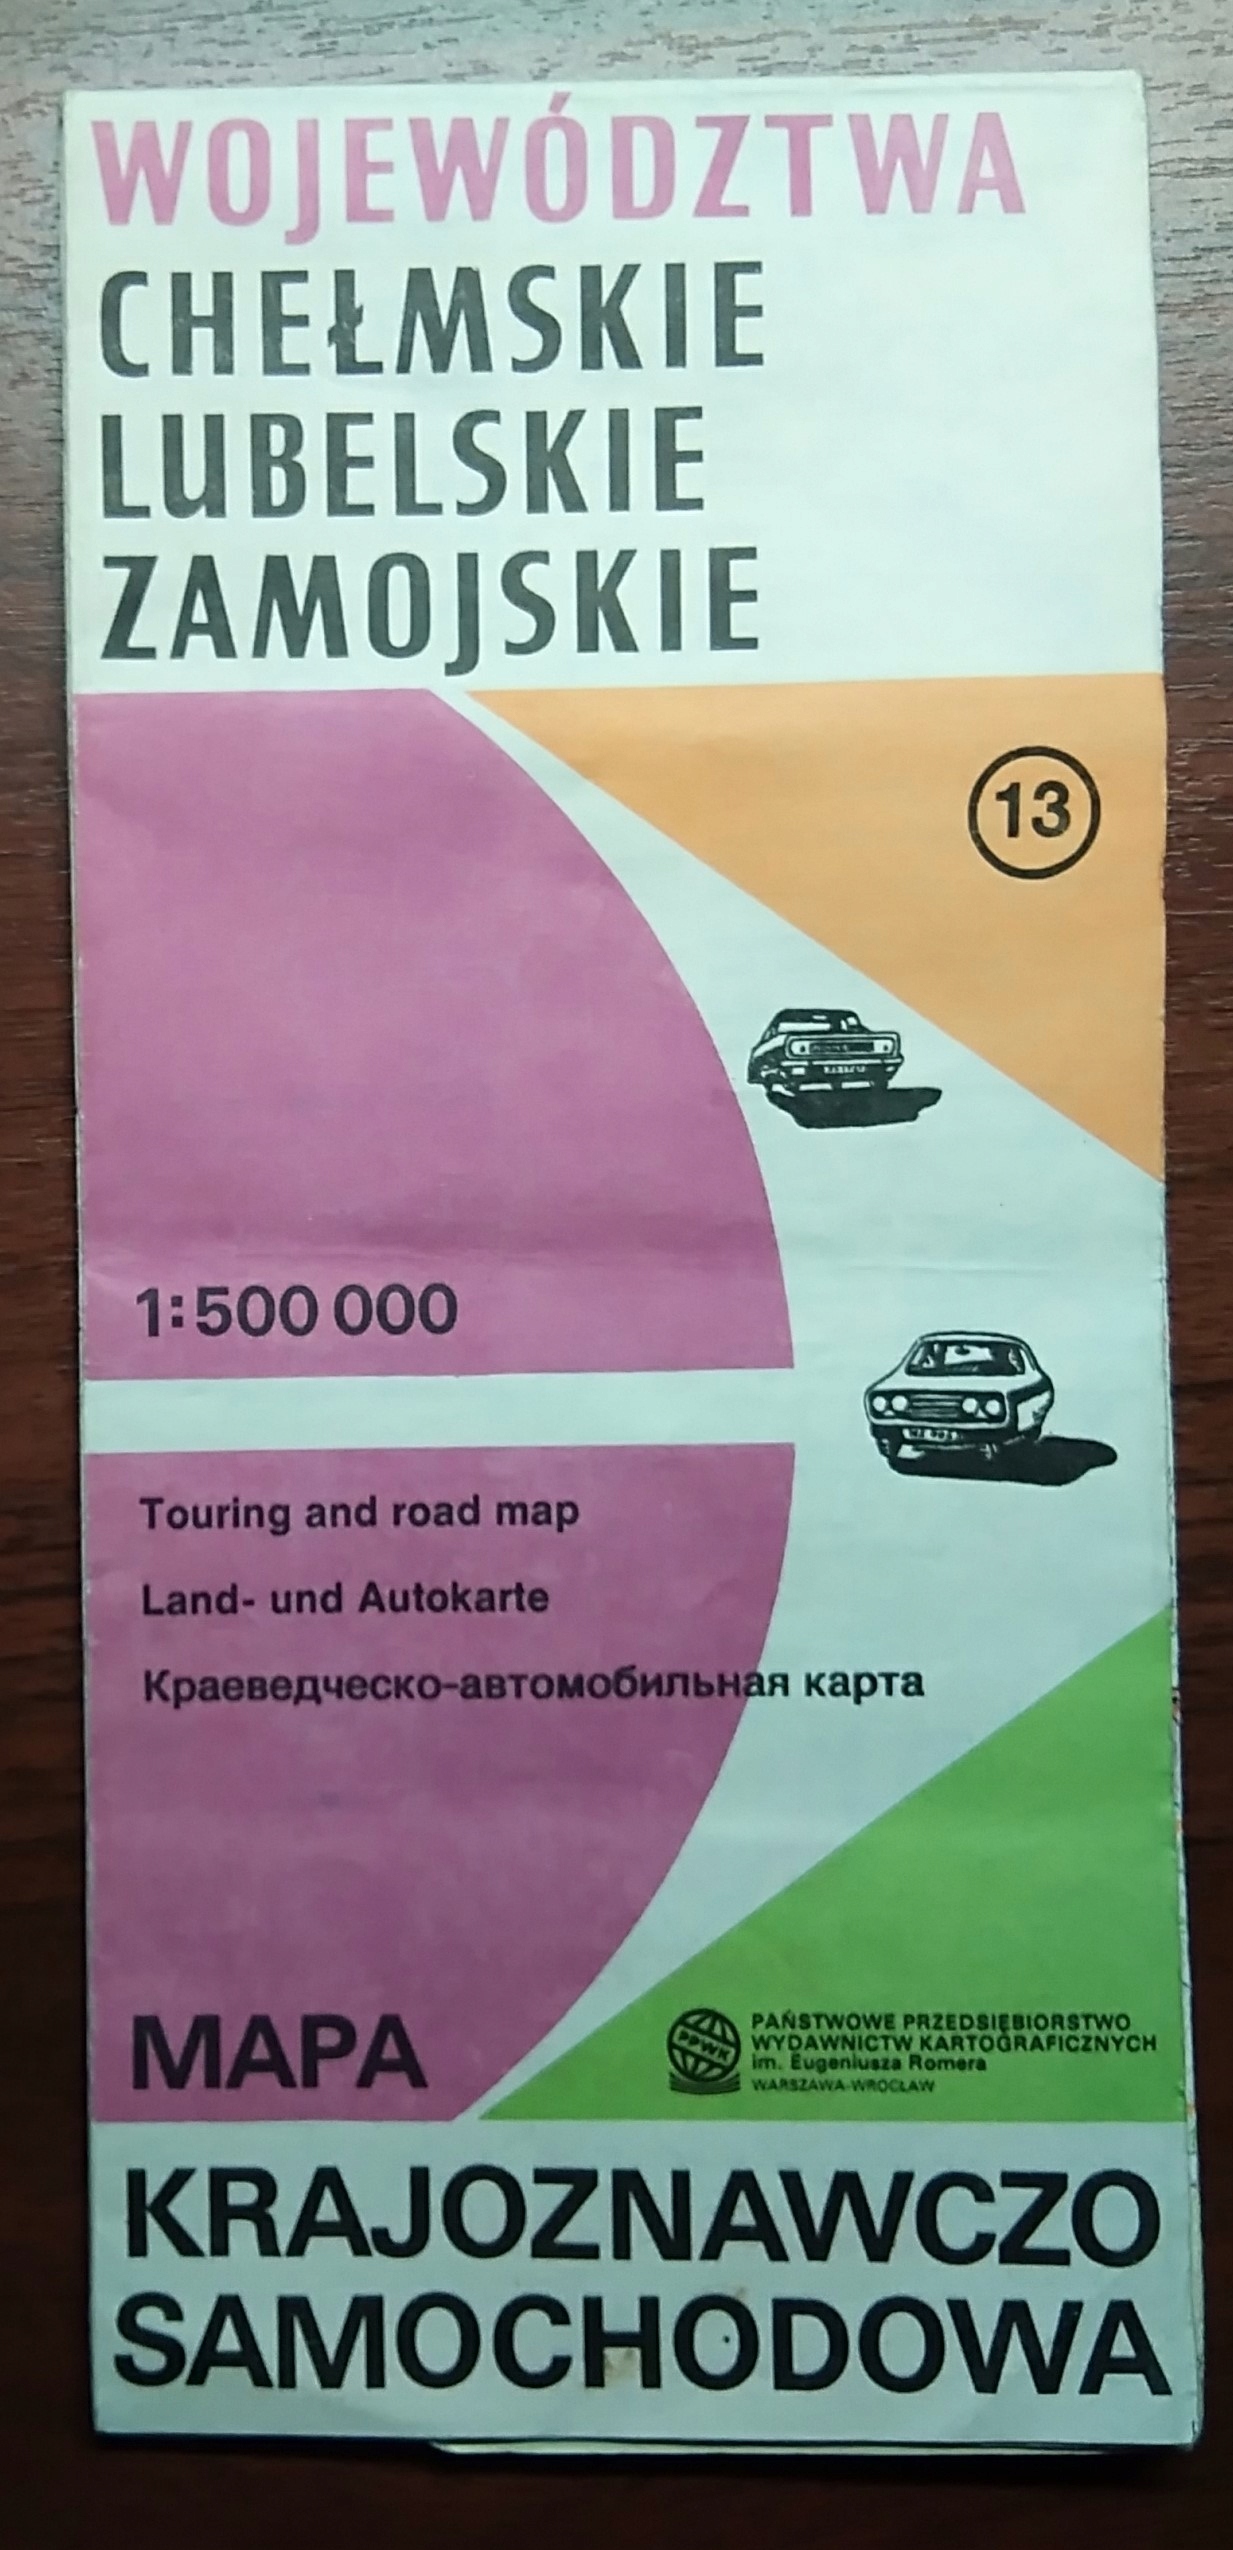 WOJEWÓDZTWA
CHEŁMSKIE
LUBELSKIE
ZAMOJSKIE
13
1:500 000
Touring and road map
Land- und Autokarte
Краеведческо-автомобильная карта
MAPA
PPWK
PAŃSTWOWE PRZEDSIĘBIORSTWO
WYDAWNICTW KARTOGRAFICZNYCH
im. Eugeniusza Romera
WARSZAWA-WROCŁAW
KRAJOZNAWCZO
SAMOCHODOWA